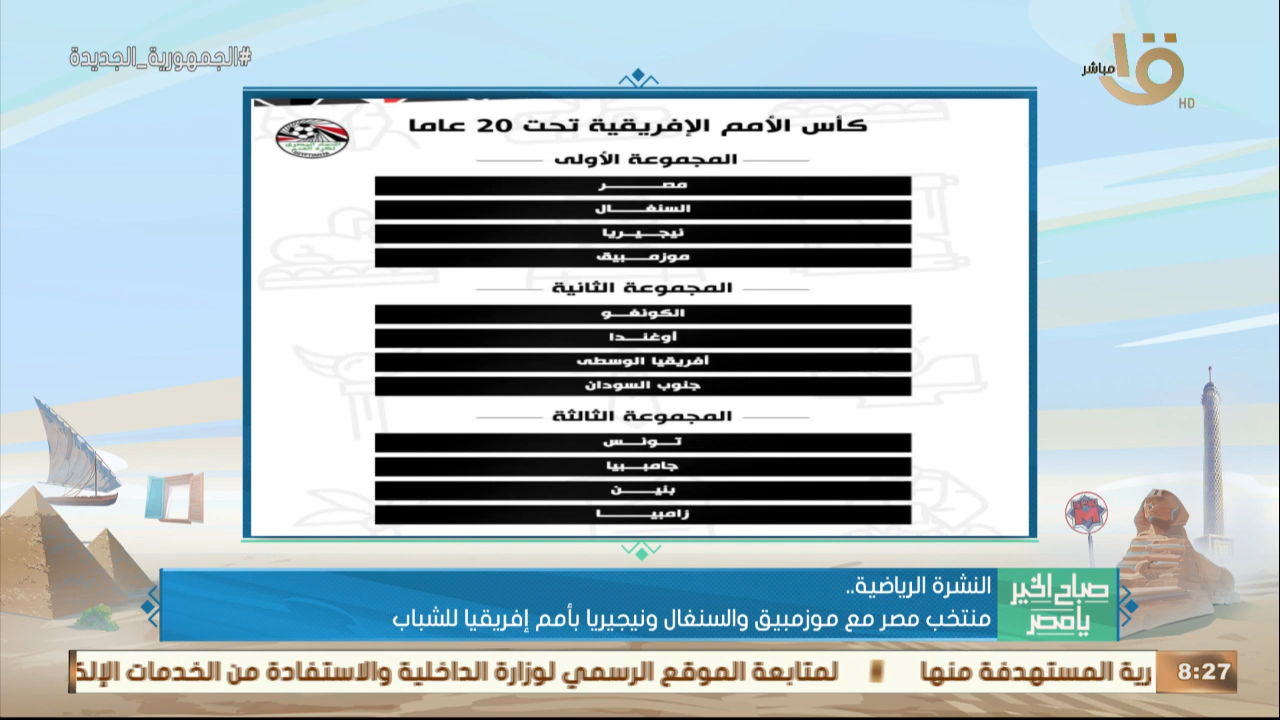 #الجمهورية_الجديدة
مباشر
HD
كأس الأمم الإفريقية تحت 20 عاما
المجموعة الأولى
مصر
السنغال
نيجيريا
موزمبيق
المجموعة الثانية
الكونغو
أوغندا
أفريقيا الوسطى
جنوب السودان
المجموعة الثالثة
تونس
جامبيا
بنين
زامبيا
صباح الخير يا مصر
النشرة الرياضية..
منتخب مصر مع موزمبيق والسنغال ونيجيريا بأمم إفريقيا للشباب
8:27
رية المستهدفة منها لمتابعة الموقع الرسمي لوزارة الداخلية والاستفادة من الخدمات الإلك